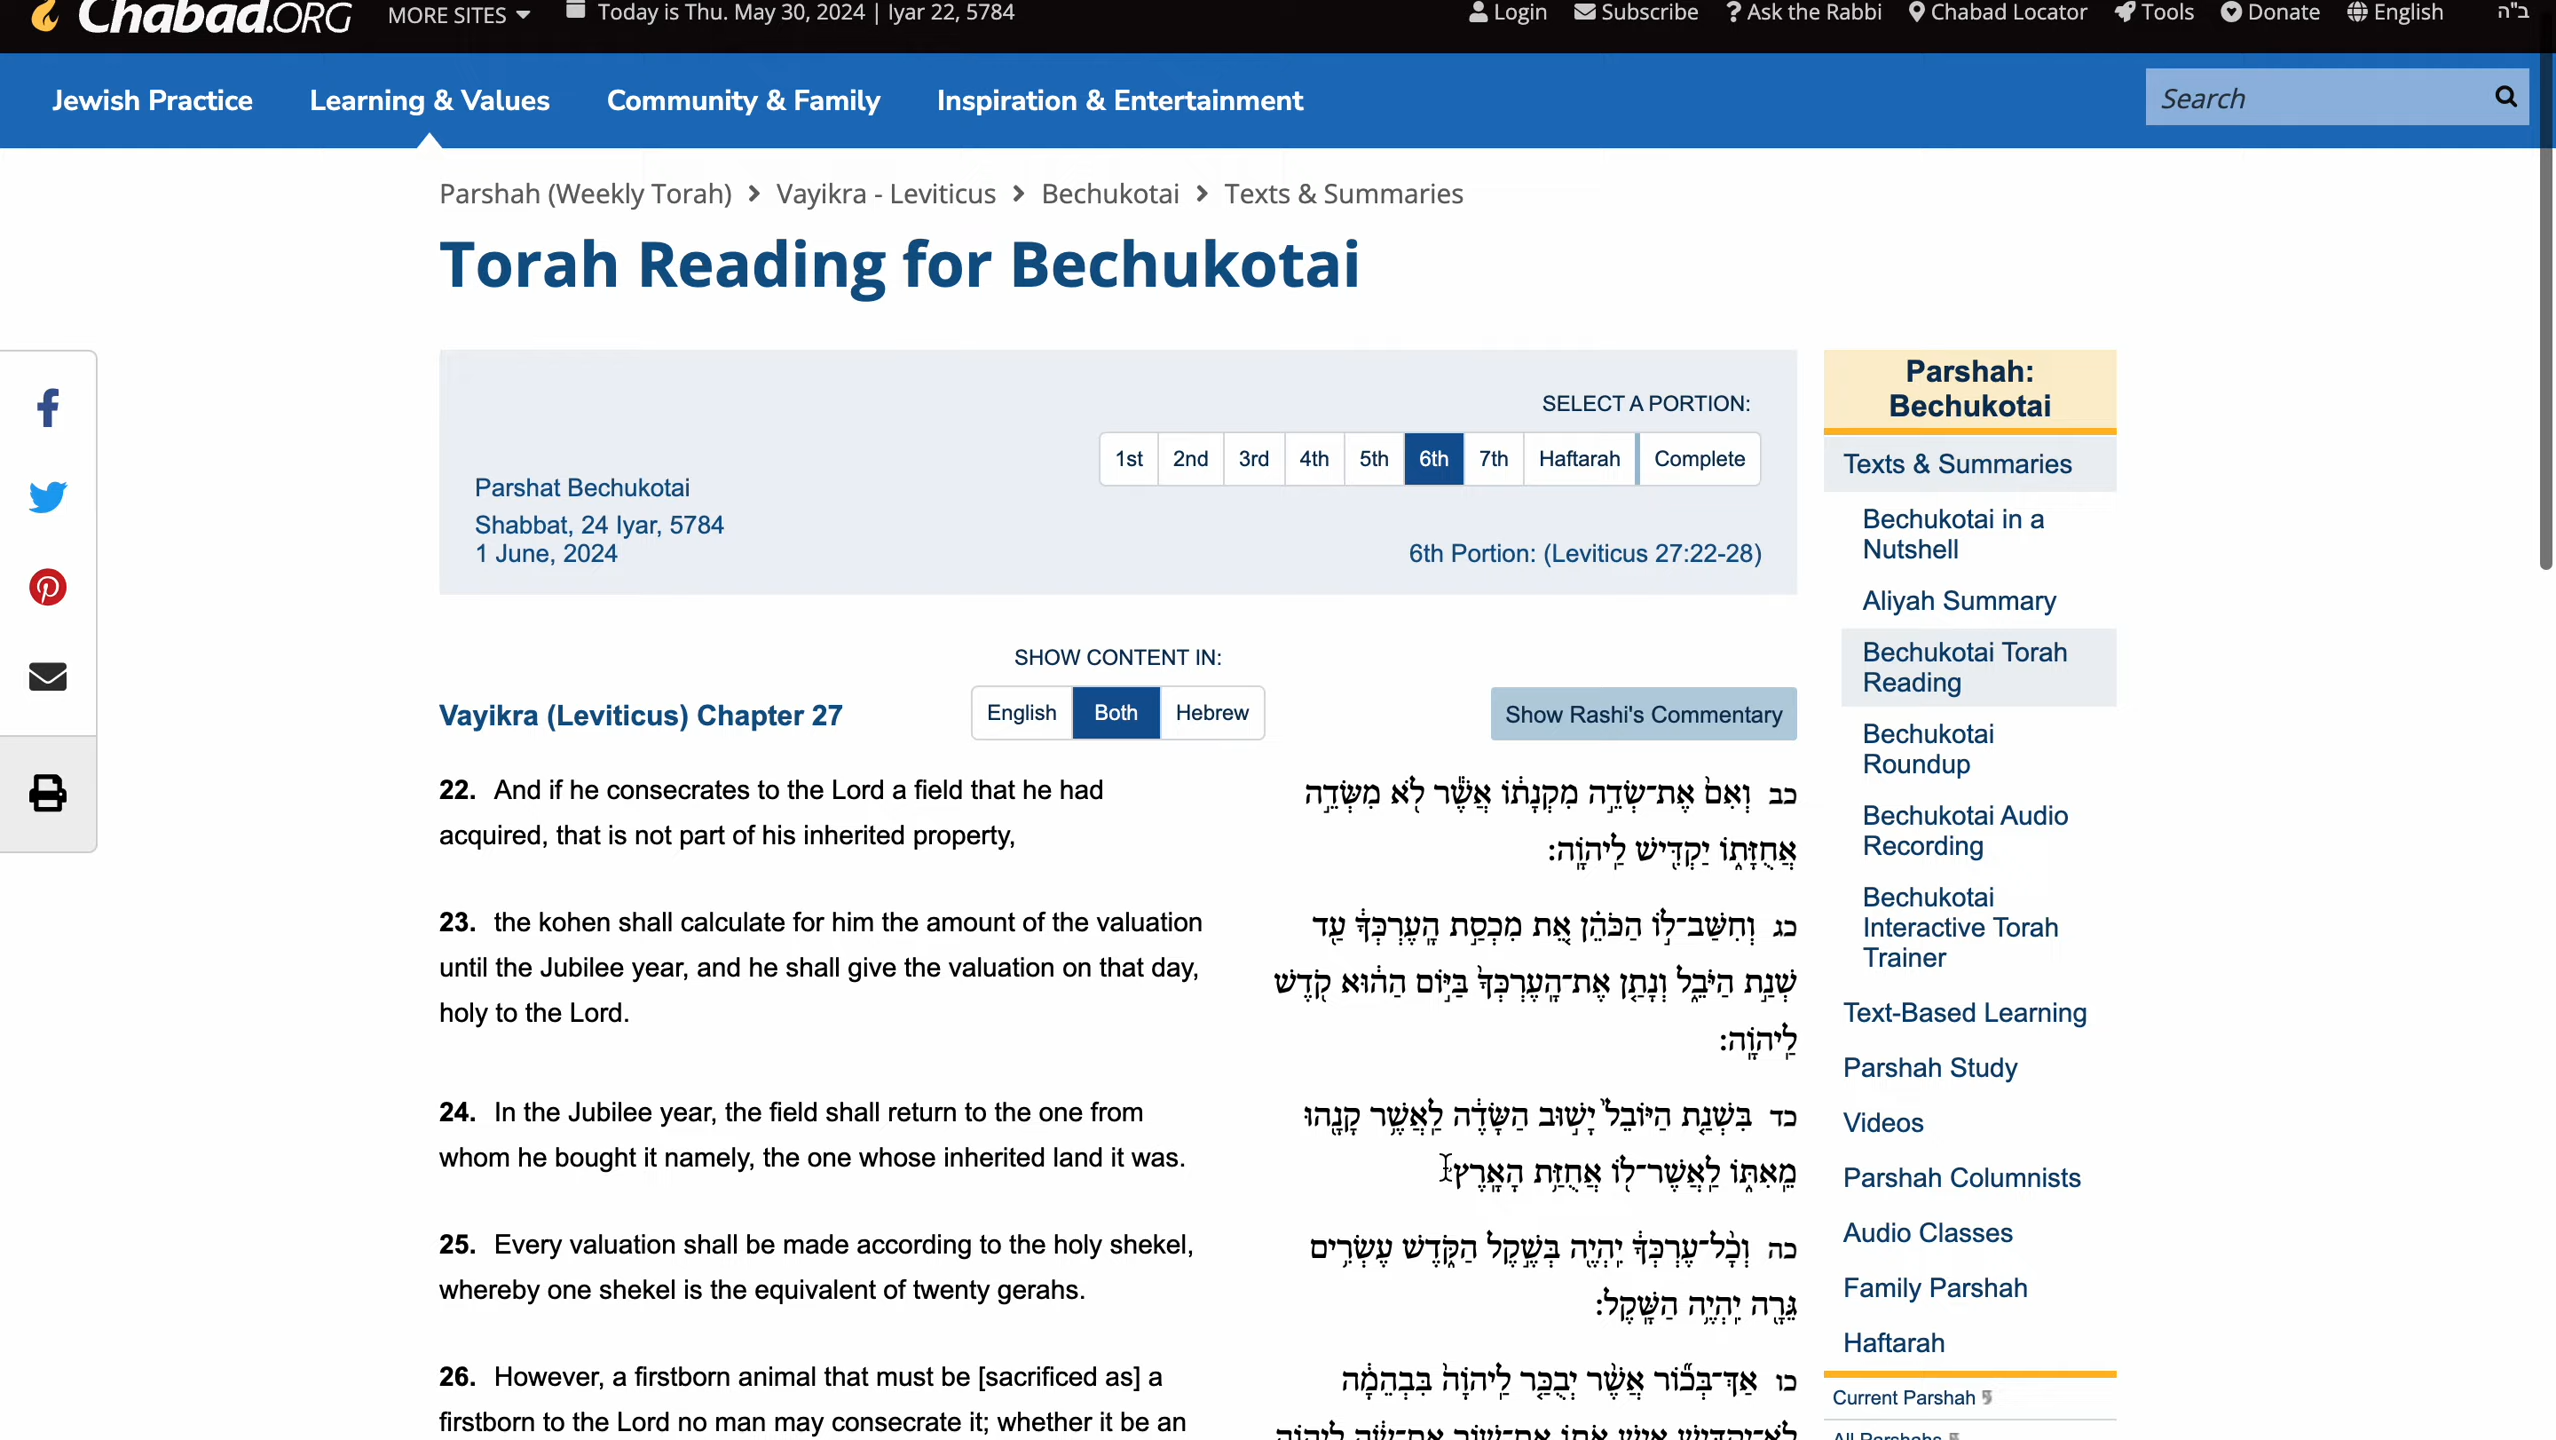 Chabad.ORG
MORE SITES
Today is Thu. May 30, 2024 | Iyar 22, 5784
Login
Subscribe
? Ask the Rabbi
Chabad Locator
Tools
Donate
English
ב"ה
Jewish Practice
Learning & Values
Community & Family
Inspiration & Entertainment
Search
Parshah (Weekly Torah) > Vayikra - Leviticus > Bechukotai > Texts & Summaries
Torah Reading for Bechukotai
SELECT A PORTION:
1st 2nd 3rd 4th 5th 6th 7th Haftarah Complete
Parshat Bechukotai
Shabbat, 24 Iyar, 5784
1 June, 2024
6th Portion: (Leviticus 27:22-28)
SHOW CONTENT IN:
Vayikra (Leviticus) Chapter 27
English Both Hebrew
Show Rashi's Commentary
22. And if he consecrates to the Lord a field that he had
acquired, that is not part of his inherited property,
כב וְאִם֙ אֶת־שְׂדֵ֣ה מִקְנָת֔וֹ אֲשֶׁ֕ר לֹ֖א מִשְּׂדֵ֣ה
אֲחֻזָּת֑וֹ יַקְדִּ֖ישׁ לַֽיהֹוָֽה:
23. the kohen shall calculate for him the amount of the valuation
until the Jubilee year, and he shall give the valuation on that day,
holy to the Lord.
כג וְחִשַּׁב־ל֣וֹ הַכֹּהֵ֗ן אֵ֚ת מִכְסַ֣ת הָֽעֶרְכְּךָ֔ עַ֖ד
שְׁנַ֣ת הַיֹּבֵ֑ל וְנָתַ֤ן אֶת־הָֽעֶרְכְּךָ֙ בַּיּ֣וֹם הַה֔וּא קֹ֖דֶשׁ
לַֽיהֹוָֽה:
24. In the Jubilee year, the field shall return to the one from
whom he bought it namely, the one whose inherited land it was.
כד בִּשְׁנַ֤ת הַיּוֹבֵל֙ יָשׁ֣וּב הַשָּׂדֶ֔ה לַֽאֲשֶׁ֥ר קָנָ֖הוּ
מֵֽאִתּ֑וֹ לַֽאֲשֶׁר־ל֖וֹ אֲחֻזַּ֥ת הָאָֽרֶץ
25. Every valuation shall be made according to the holy shekel,
whereby one shekel is the equivalent of twenty gerahs.
כה וְכָ֨ל־עֶרְכְּךָ֔ יִֽהְיֶ֖ה בְּשֶׁ֣קֶל הַקֹּ֑דֶשׁ עֶשְׂרִ֥ים
גֵּרָ֖ה יִֽהְיֶ֥ה הַשָּֽׁקֶל:
26. However, a firstborn animal that must be [sacrificed as] a
firstborn to the Lord no man may consecrate it; whether it be an
כו אַךְ־בְּכ֞וֹר אֲשֶׁ֨ר יְבֻכַּ֤ר לַֽיהֹוָה֙ בִּבְהֵמָ֔ה
Parshah:
Bechukotai
Texts & Summaries
Bechukotai in a
Nutshell
Aliyah Summary
Bechukotai Torah
Reading
Bechukotai
Roundup
Bechukotai Audio
Recording
Bechukotai
Interactive Torah
Trainer
Text-Based Learning
Parshah Study
Videos
Parshah Columnists
Audio Classes
Family Parshah
Haftarah
Current Parshah